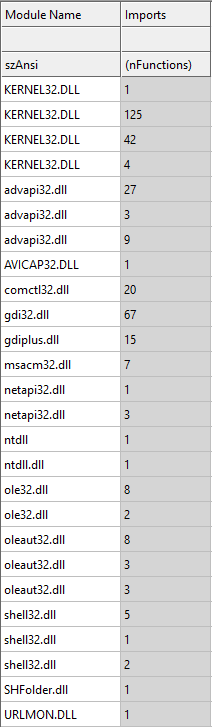 Module Name Imports
szAnsi (nFunctions)
KERNEL32.DLL 1
KERNEL32.DLL 125
KERNEL32.DLL 42
KERNEL32.DLL 4
advapi32.dll 27
advapi32.dll 3
advapi32.dll 9
AVICAP32.DLL 1
comctl32.dll 20
gdi32.dll 67
gdiplus.dll 15
msacm32.dll 7
netapi32.dll 1
netapi32.dll 3
ntdll 1
ntdll.dll 1
ole32.dll 8
ole32.dll 2
oleaut32.dll 8
oleaut32.dll 3
oleaut32.dll 3
shell32.dll 5
shell32.dll 1
shell32.dll 2
SHFolder.dll 1
URLMON.DLL 1